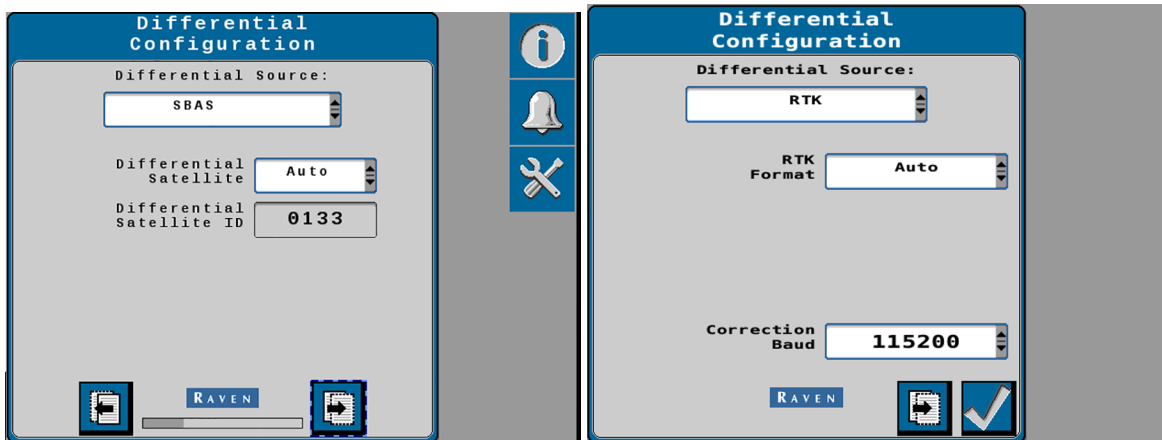 Differential
Configuration
Differential Source:
SBAS
Differential
Satellite
Auto
Differential
Satellite ID
0133
RAVEN
Differential
Configuration
Differential Source:
RTK
RTK
Format
Auto
Correction
Baud
115200
RAVEN